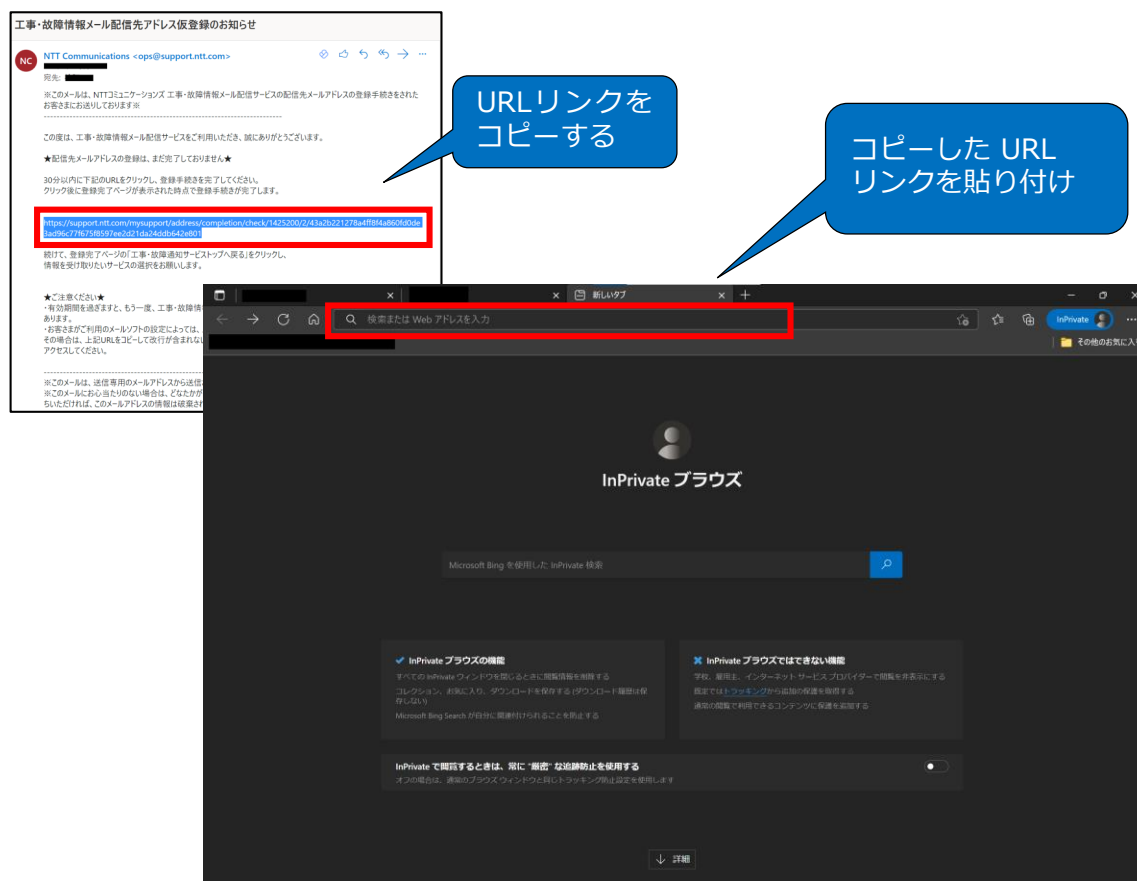 工事・故障情報メール配信先アドレス仮登録のお知らせ
NC
NTT Communications <ops@support.ntt.com>
宛先:
※このメールは、NTTコミュニケーションズ 工事・故障情報メール配信サービスの配信先メールアドレスの登録手続きをされた
お客さまにお送りしております※
この度は、工事・故障情報メール配信サービスをご利用いただき、誠にありがとうございます。
★配信先メールアドレスの登録は、まだ完了しておりません★
30分以内に下記のURLをクリックし、登録手続きを完了してください。
クリック後に登録完了ページが表示された時点で登録手続きが完了します。
https://support.ntt.com/mysupport/address/completion/check/1425200/2/43a2b221278a4ff8f4a860fd0de
3ad96c77f675f8597ee2d21da24ddb642e801
続けて、登録完了ページの「工事・故障通知サービストップへ戻る」をクリックし、
情報を受け取りたいサービスの選択をお願いします。
★ご注意ください★
・有効期間を過ぎますと、もう一度、工事・故障情
あります。
・お客さまがご利用のメールソフトの設定によっては、
その場合は、上記URLをコピーして改行が含まれな
アクセスしてください。
※このメールは、送信専用のメールアドレスから送信
※このメールにお心当たりのない場合は、どなたかが
ちいただければ、このメールアドレスの情報は破棄され
URLリンクを
コピーする
コピーした URL
リンクを貼り付け
新しいタブ
検索または Web アドレスを入力
InPrivate
その他のお気に入り
InPrivate ブラウズ
Microsoft Bing を使用した InPrivate 検索
InPrivate ブラウズの機能
すべての InPrivate ウィンドウを閉じるときに閲覧情報を削除する
コレクション、お気に入り、ダウンロードを保存する (ダウンロード履歴は保
存しない)
Microsoft Bing Search が自分に関連付けられることを防止する
InPrivate ブラウズではできない機能
学校、雇用主、インターネット サービス プロバイダーで閲覧を非表示にする
既定ではトラッキングから追加の保護を取得する
通常の閲覧で利用できるコンテンツに保護を追加する
InPrivate で閲覧するときは、常に "厳密" な追跡防止を使用する
オフの場合は、通常のブラウズ ウィンドウと同じトラッキング防止設定を使用します
詳細